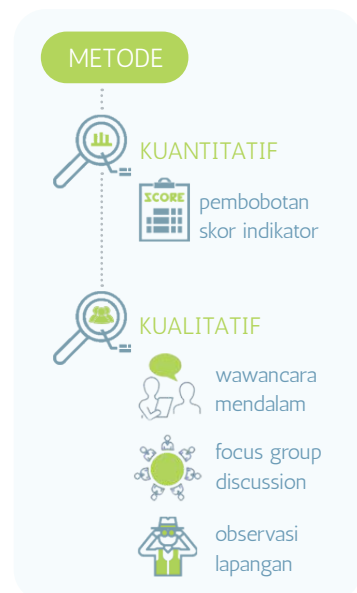 METODE
KUANTITATIF
SCORE
pembobotan
skor indikator
KUALITATIF
wawancara
mendalam
focus group
discussion
observasi
lapangan